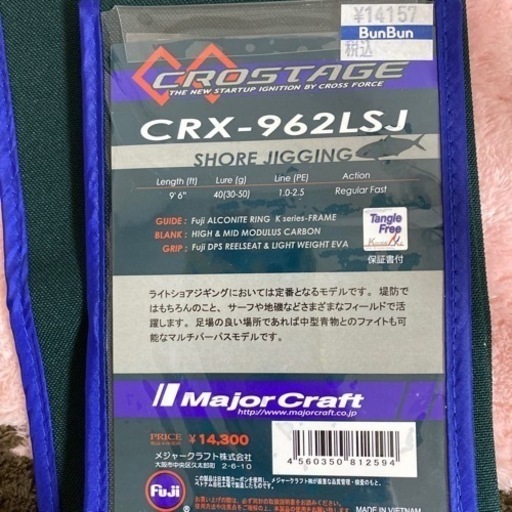 ¥14157
BunBun
税込
CROSTAGE
THE NEW STARTUP IGNITION BY CROSS FORCE
CRX-962LSJ
SHORE JIGGING
Length (ft) Lure (g) Line (PE) Action
9'6" 40(30-50) 1.0-2.5 Regular Fast
GUIDE : Fuji ALCONITE RING K series-FRAME
BLANK : HIGH & MID MODULUS CARBON
GRIP : Fuji DPS REELSEAT & LIGHT WEIGHT EVA
Tangle
Free
保証書付
ライトショアジギングにおいては定番となるモデルです。堤防で
はもちろんのこと、サーフや地磯などさまざまなフィールドで活
躍します。足場の良い場所であれば中型青物とのファイトも可
能なマルチパーパスモデルです。
Major Craft
http://www.majorcraft.co.jp
PRICE ¥14,300
メジャークラフト株式会社
大阪市中央区久太郎町 2-6-10
4 560350 812594
Fuji
MADE IN VIETNAM